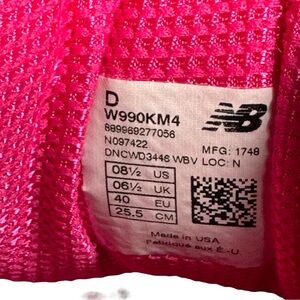 D
W990KM4
889969277056
N097422
MFG: 1748
DNCWD3446 WBV LOC: N
08½ US
06½ UK
40 EU
25.5 CM
Made in USA
Fabriqué aux É.-U.
NB